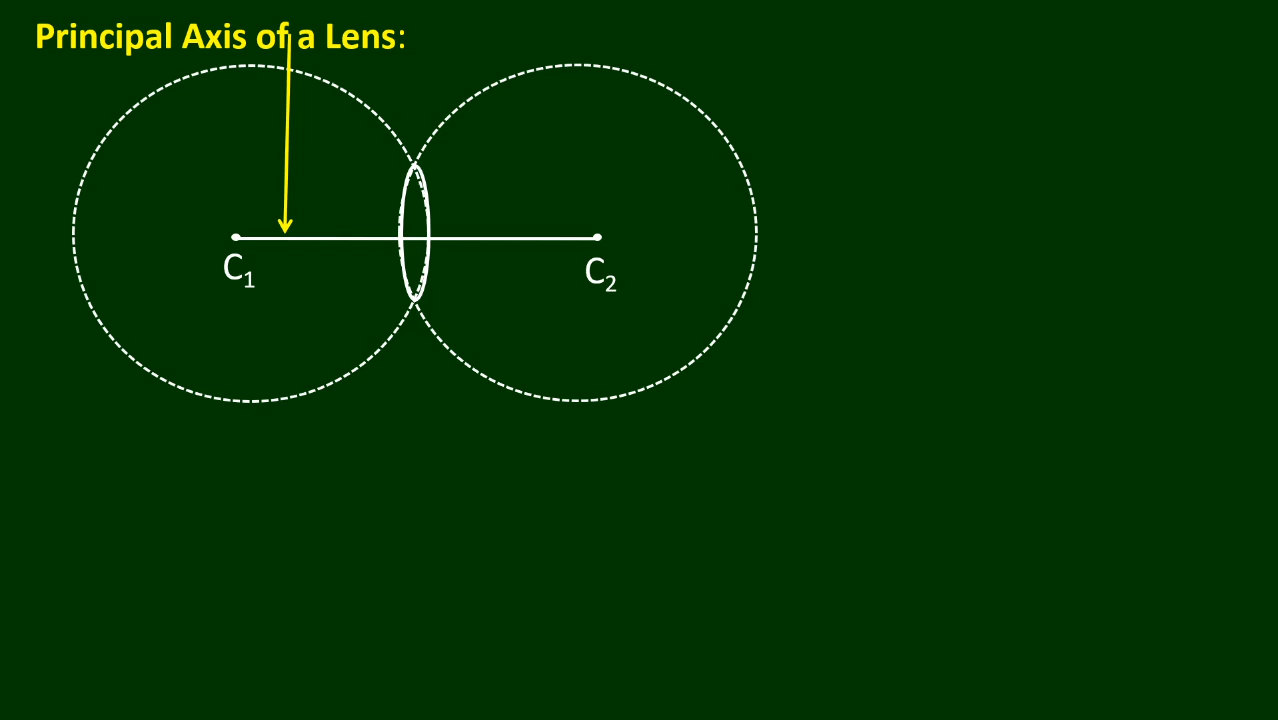 Principal Axis of a Lens:
C₁
C₂